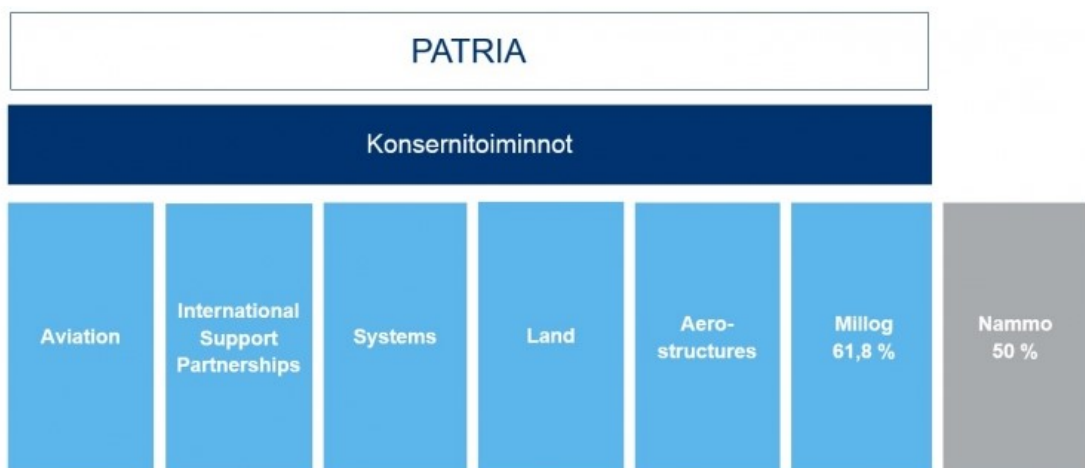 PATRIA
Konsernitoiminnot
Aviation
International
Support
Partnerships
Systems
Land
Aero-
structures
Millog
61,8 %
Nammo
50 %